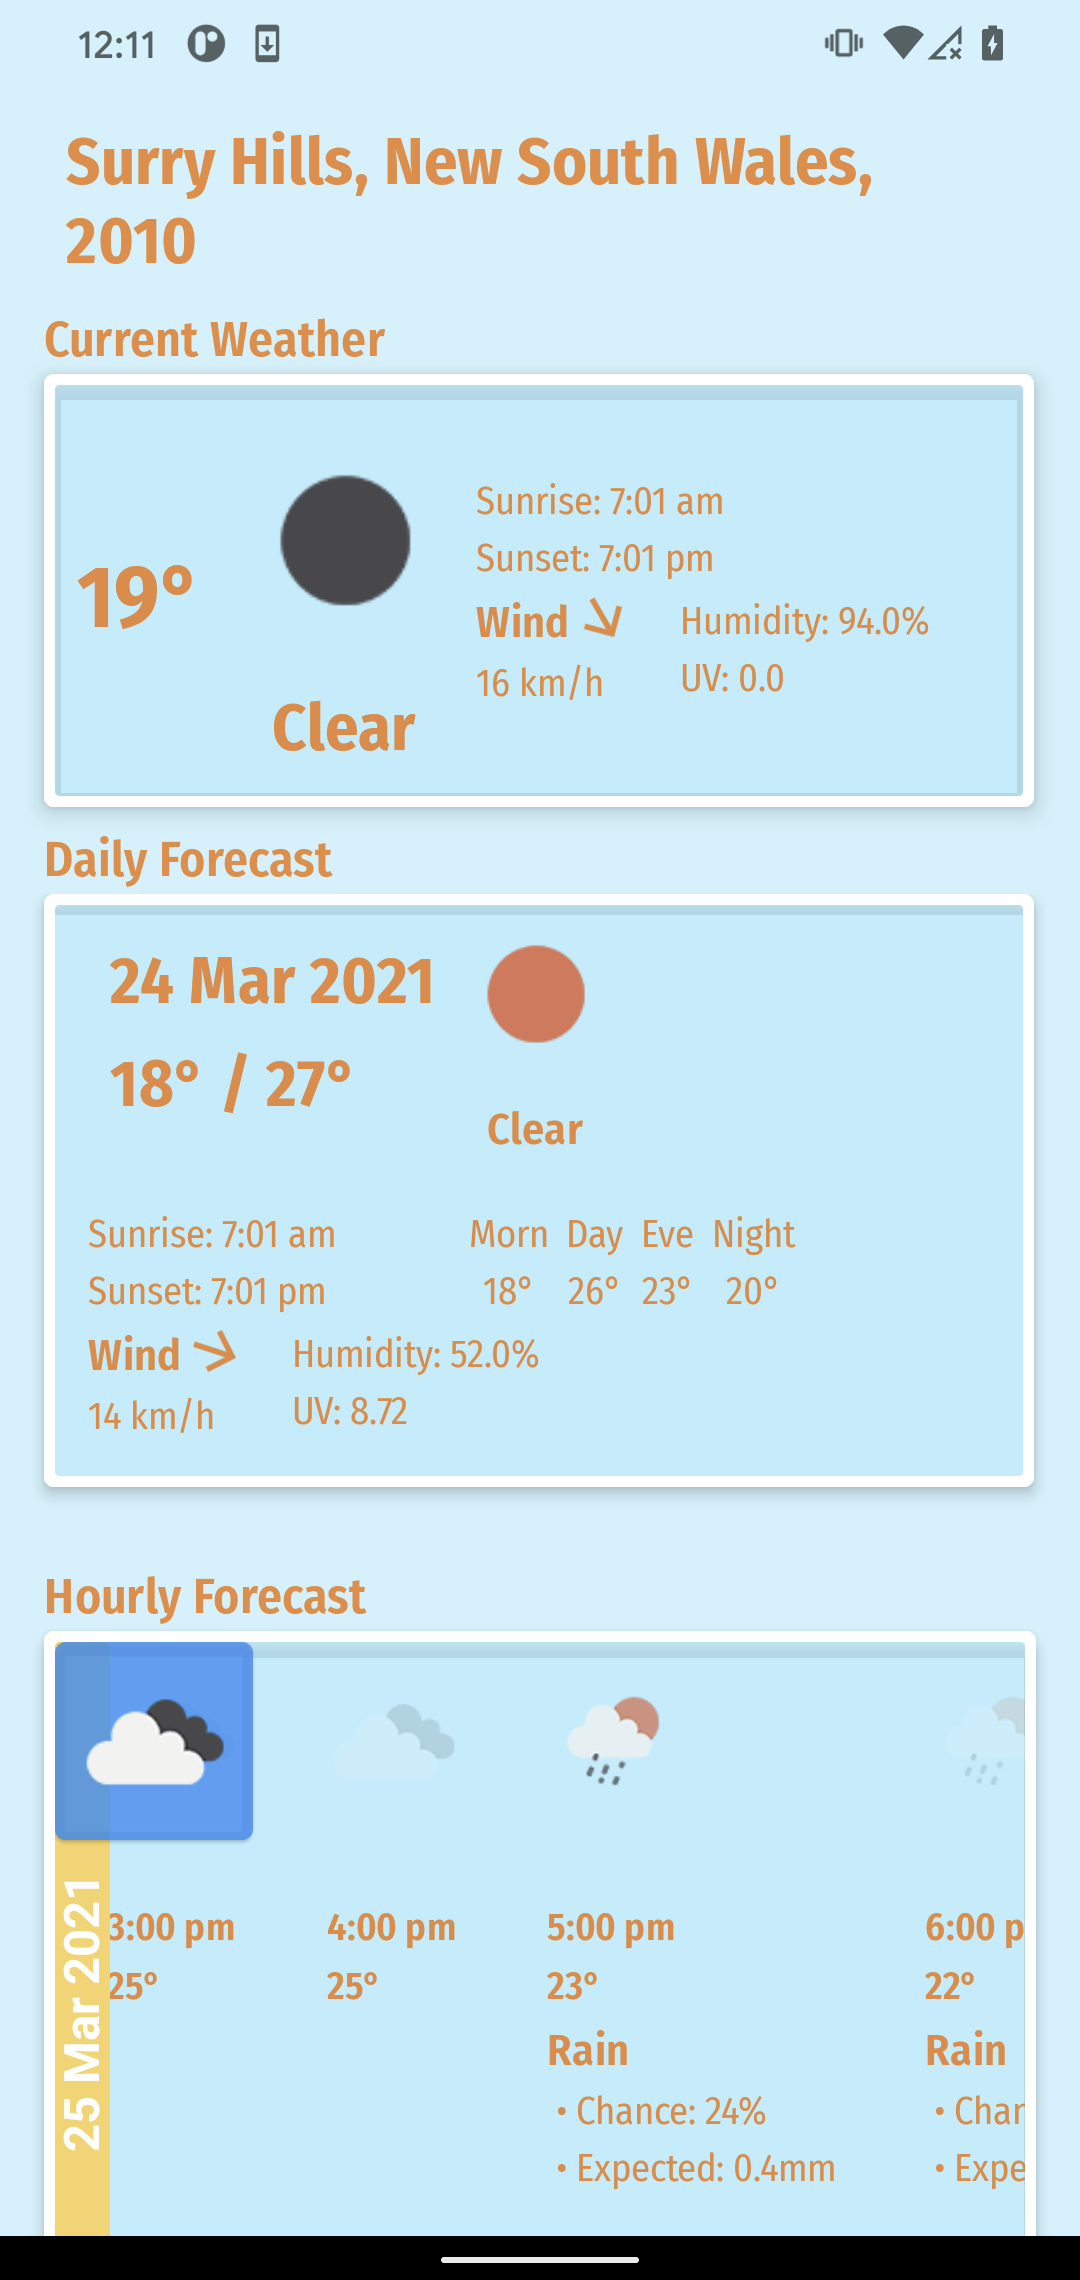 12:11
Surry Hills, New South Wales,
2010
Current Weather
19°
Clear
Sunrise: 7:01 am
Sunset: 7:01 pm
Wind
16 km/h
Humidity: 94.0%
UV: 0.0
Daily Forecast
24 Mar 2021
18° / 27°
Clear
Sunrise: 7:01 am
Sunset: 7:01 pm
Wind
14 km/h
Humidity: 52.0%
UV: 8.72
Morn Day Eve Night
18° 26° 23° 20°
Hourly Forecast
25 Mar 2021
3:00 pm
25°
4:00 pm
25°
5:00 pm
23°
Rain
• Chance: 24%
• Expected: 0.4mm
6:00 p
22°
Rain
• Chan
• Expe